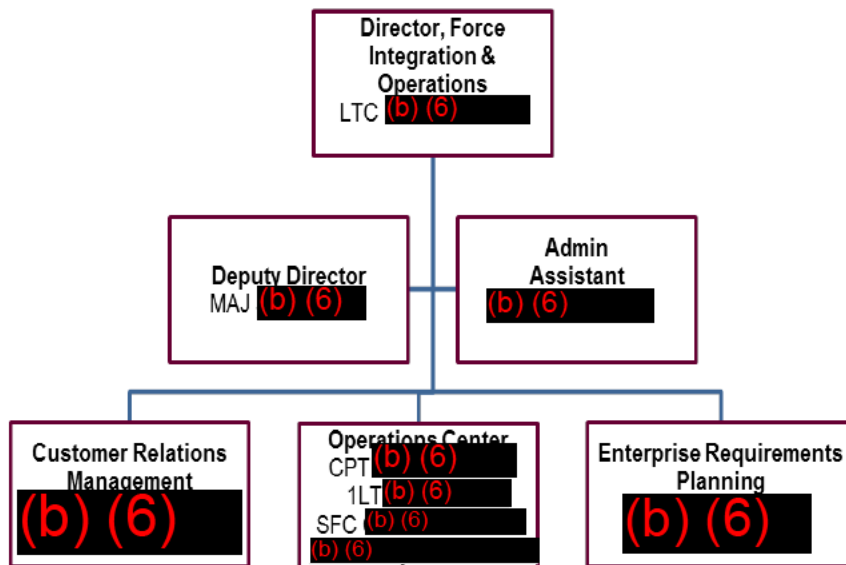 Director, Force
Integration &
Operations
LTC (b) (6)
Deputy Director
MAJ (b) (6)
Admin
Assistant
(b) (6)
Customer Relations
Management
(b) (6)
Operations Center
CPT (b) (6)
1LT (b) (6)
SFC (b) (6)
(b) (6)
Enterprise Requirements
Planning
(b) (6)